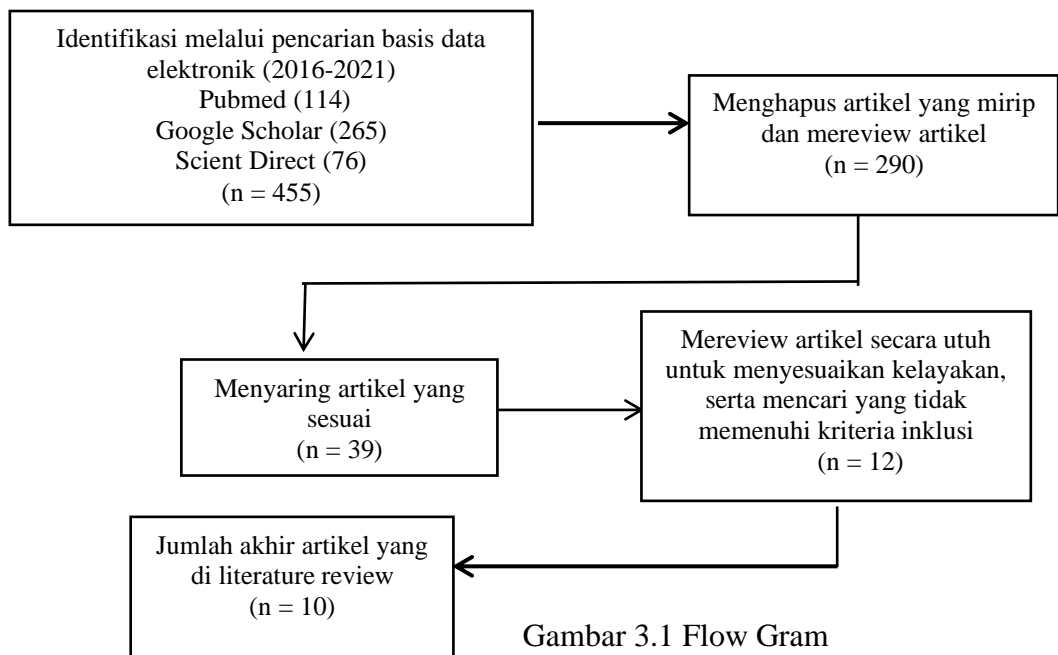 Identifikasi melalui pencarian basis data
elektronik (2016-2021)
Pubmed (114)
Google Scholar (265)
Scient Direct (76)
(n = 455)
Menghapus artikel yang mirip
dan mereview artikel
(n = 290)
Menyaring artikel yang
sesuai
(n = 39)
Mereview artikel secara utuh
untuk menyesuaikan kelayakan,
serta mencari yang tidak
memenuhi kriteria inklusi
(n = 12)
Jumlah akhir artikel yang
di literature review
(n = 10)
Gambar 3.1 Flow Gram